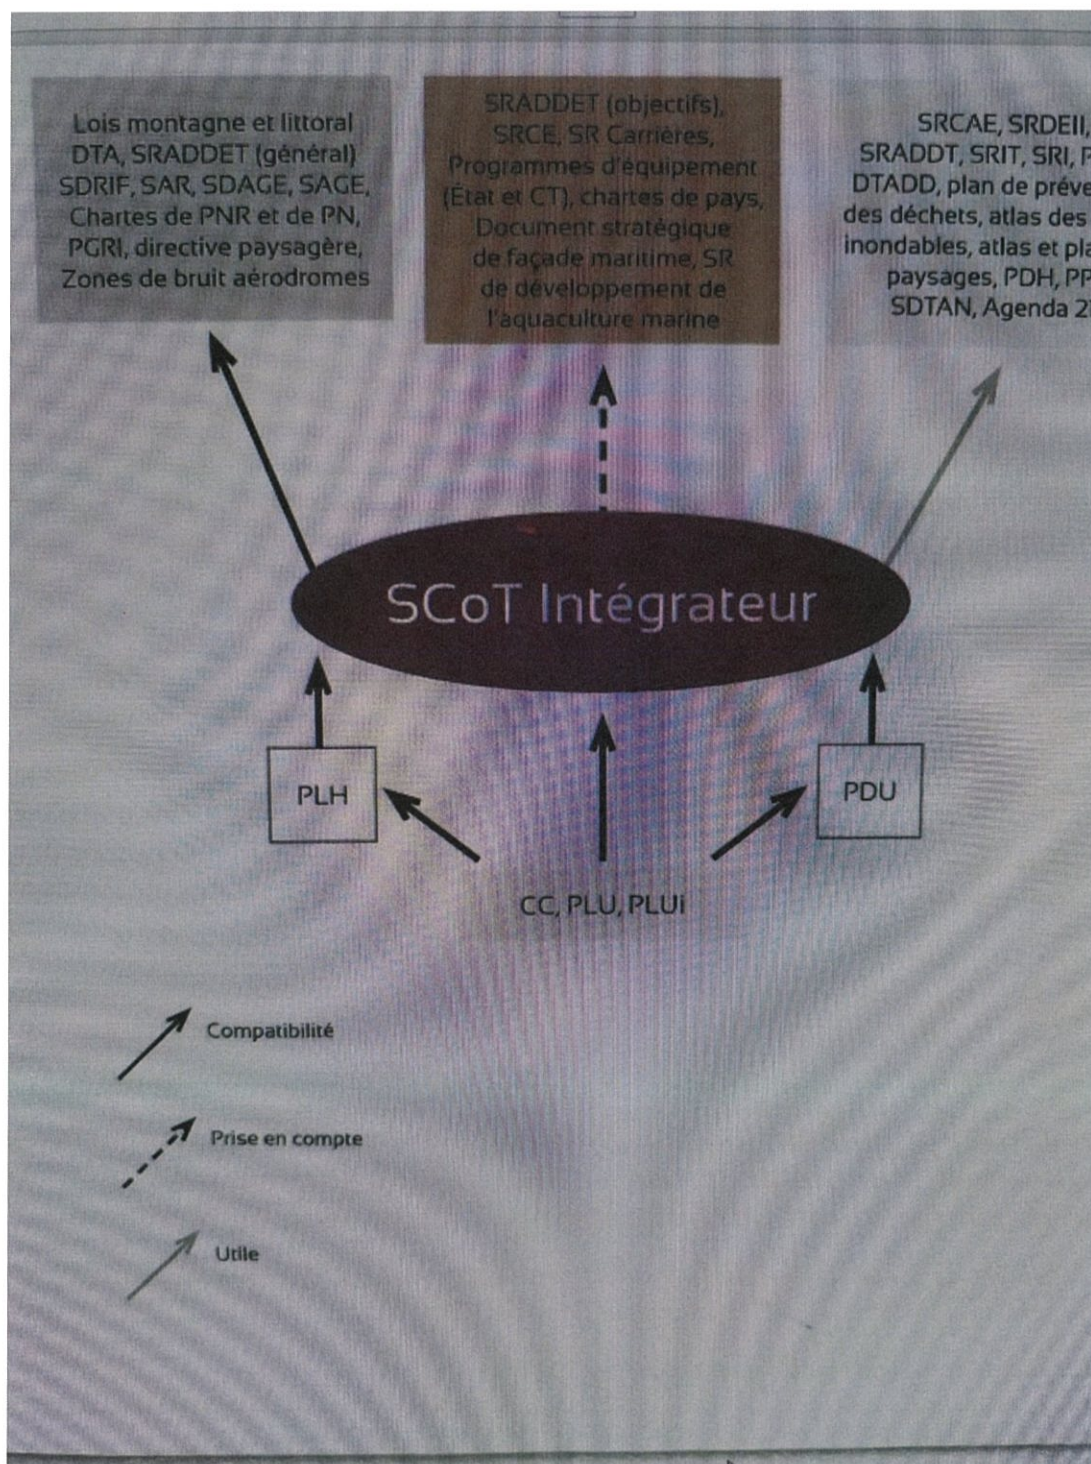 Lois montagne et littoral
DTA, SRADDET (général)
SDRIF, SAR, SDAGE, SAGE,
Chartes de PNR et de PN,
PGRI, directive paysagère,
Zones de bruit aérodromes
SRADDET (objectifs),
SRCE, SR Carrières,
Programmes d'équipement
(État et CT), chartes de pays,
Document stratégique
de façade maritime, SR
de développement de
l'aquaculture marine
SRCAE, SRDEII,
SRADDT, SRIT, SRI,
DTADD, plan de
des déchets, atlas des
inondables, atlas et
paysages, PDH,
SDTAN, Agenda
SCoT Intégrateur
PLH
PDU
CC, PLU, PLUi
Compatibilité
Prise en compte
Utile